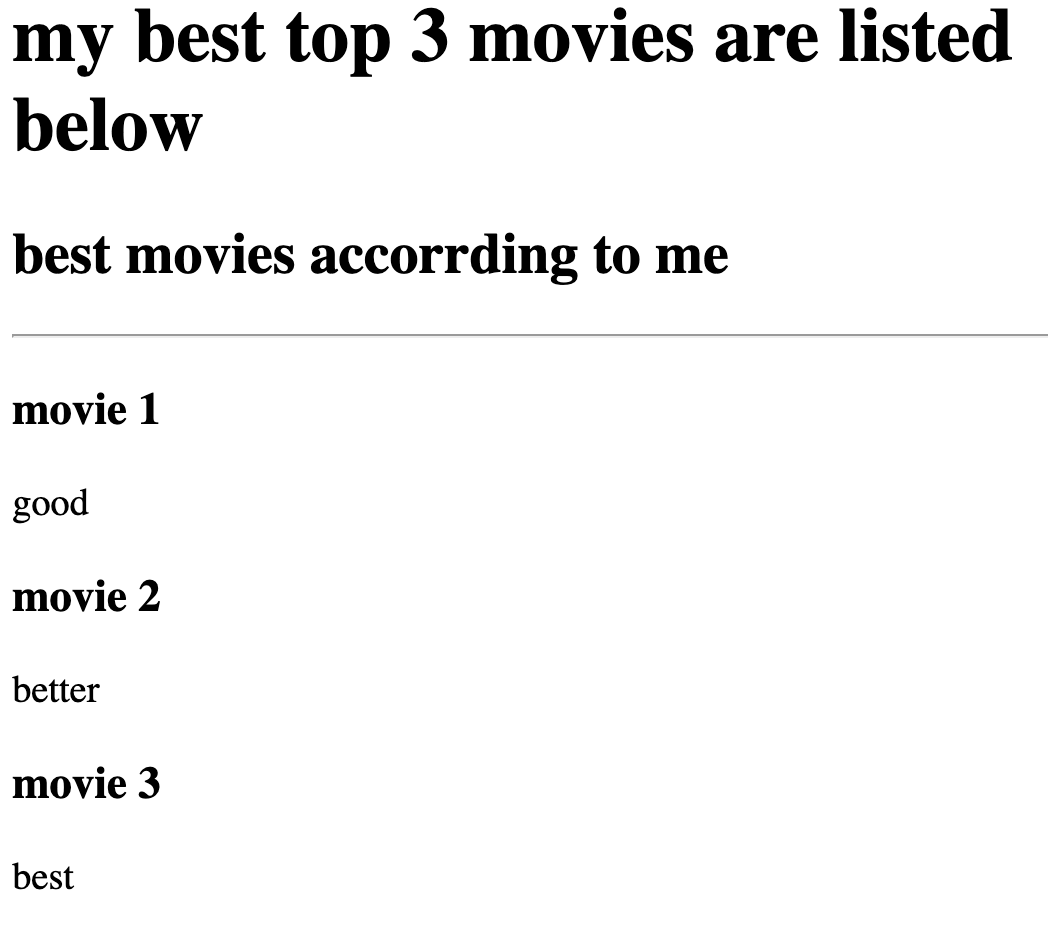 my best top 3 movies are listed
below
best movies accorrding to me
movie 1
good
movie 2
better
movie 3
best